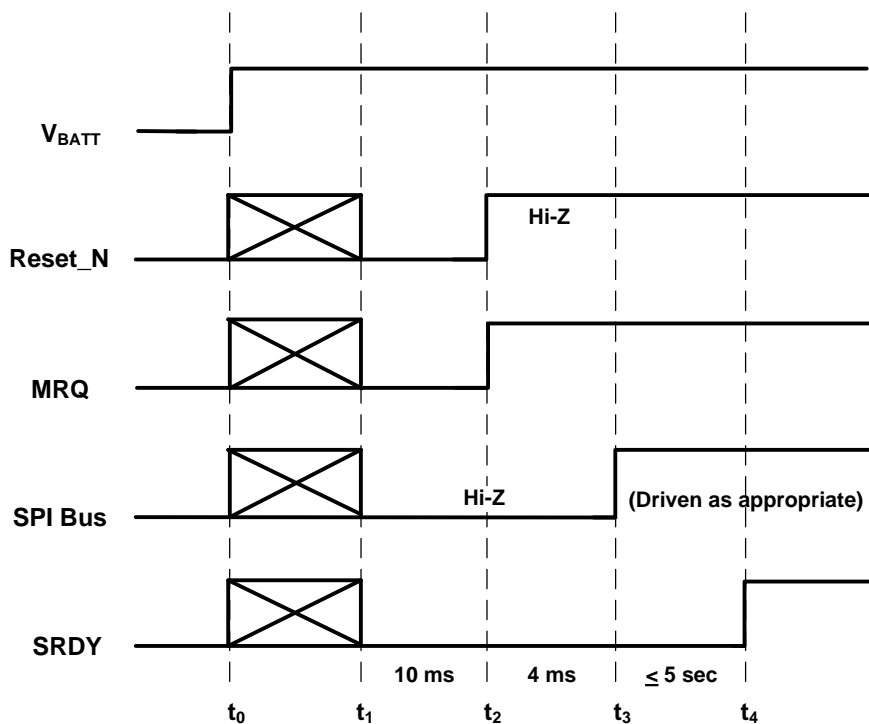 V_BATT
Hi-Z
Reset_N
MRQ
Hi-Z
(Driven as appropriate)
SPI Bus
SRDY
10 ms 4 ms ≤ 5 sec
t0 t1 t2 t3 t4